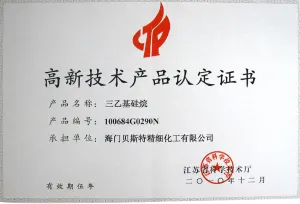 高新技术产品认定证书
产品名称：三乙基硅烷
产品编号：100684G0290N
承担单位：海门贝斯特精细化工有限公司
江苏省科学技术厅
二〇一〇年十二月
有效期伍年